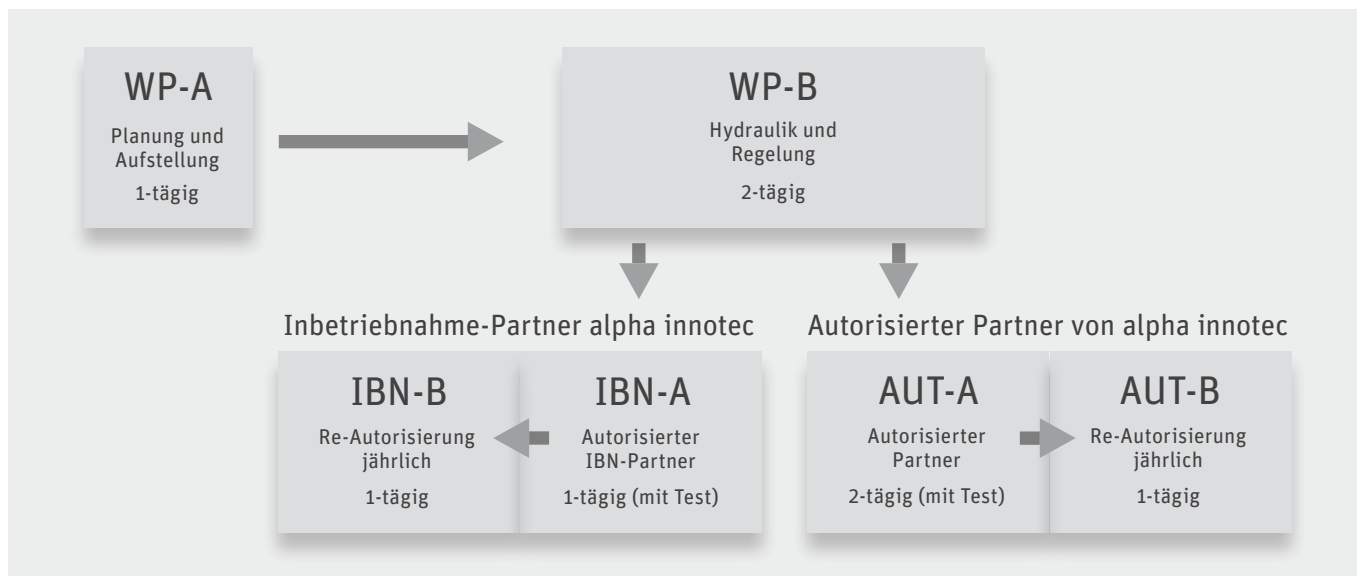 WP-A
Planung und
Aufstellung
1-tägig
WP-B
Hydraulik und
Regelung
2-tägig
Inbetriebnahme-Partner alpha innotec
IBN-B
Re-Autorisierung
jährlich
1-tägig
IBN-A
Autorisierter
IBN-Partner
1-tägig (mit Test)
Autorisierter Partner von alpha innotec
AUT-A
Autorisierter
Partner
2-tägig (mit Test)
AUT-B
Re-Autorisierung
jährlich
1-tägig